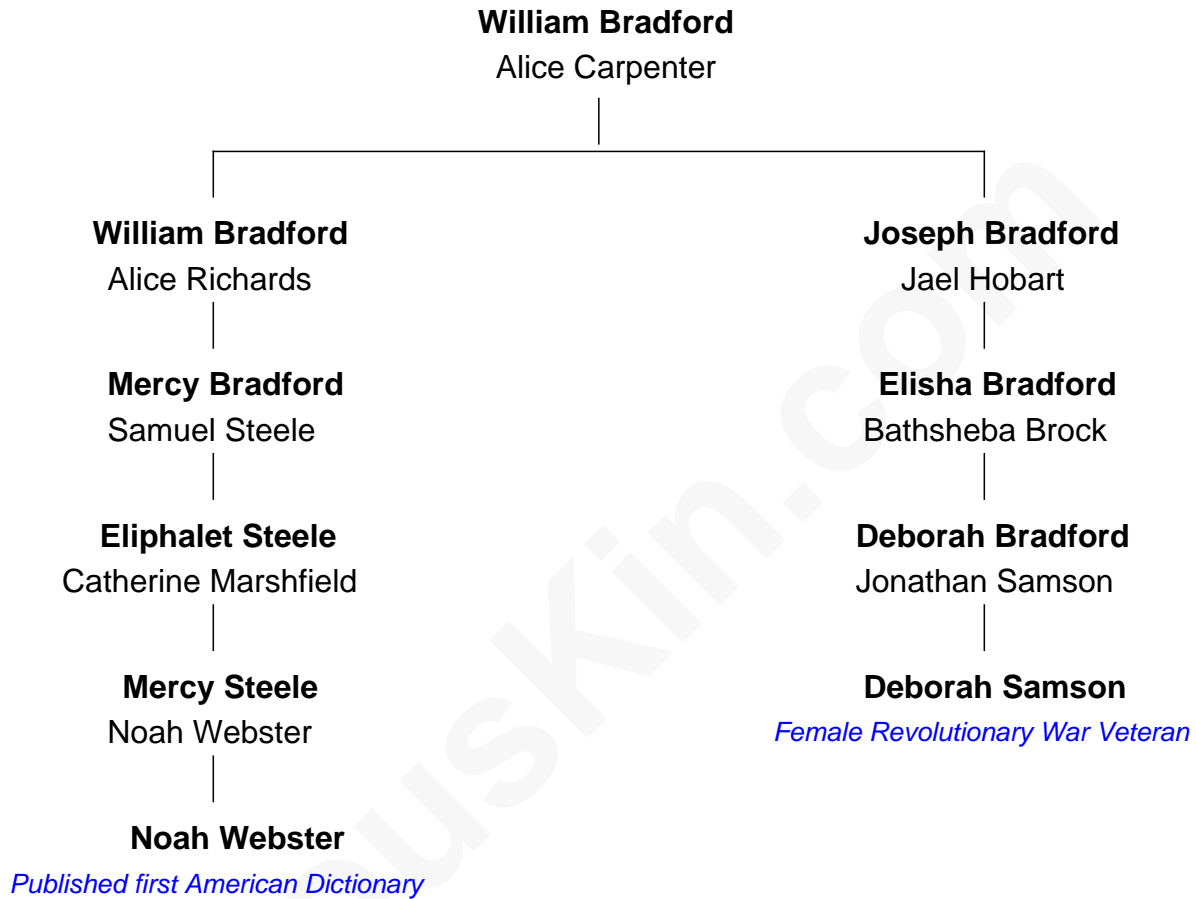 William Bradford
Alice Carpenter
William Bradford
Alice Richards
Mercy Bradford
Samuel Steele
Eliphalet Steele
Catherine Marshfield
Mercy Steele
Noah Webster
Noah Webster
Published first American Dictionary
Joseph Bradford
Jael Hobart
Elisha Bradford
Bathsheba Brock
Deborah Bradford
Jonathan Samson
Deborah Samson
Female Revolutionary War Veteran
ousKin.com